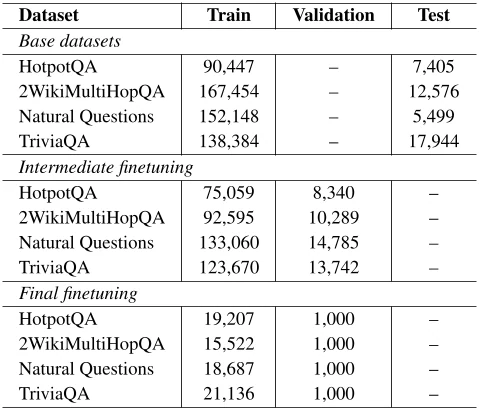 Dataset Train Validation Test
Base datasets
HotpotQA 90,447 – 7,405
2WikiMultiHopQA 167,454 – 12,576
Natural Questions 152,148 – 5,499
TriviaQA 138,384 – 17,944
Intermediate finetuning
HotpotQA 75,059 8,340 –
2WikiMultiHopQA 92,595 10,289 –
Natural Questions 133,060 14,785 –
TriviaQA 123,670 13,742 –
Final finetuning
HotpotQA 19,207 1,000 –
2WikiMultiHopQA 15,522 1,000 –
Natural Questions 18,687 1,000 –
TriviaQA 21,136 1,000 –